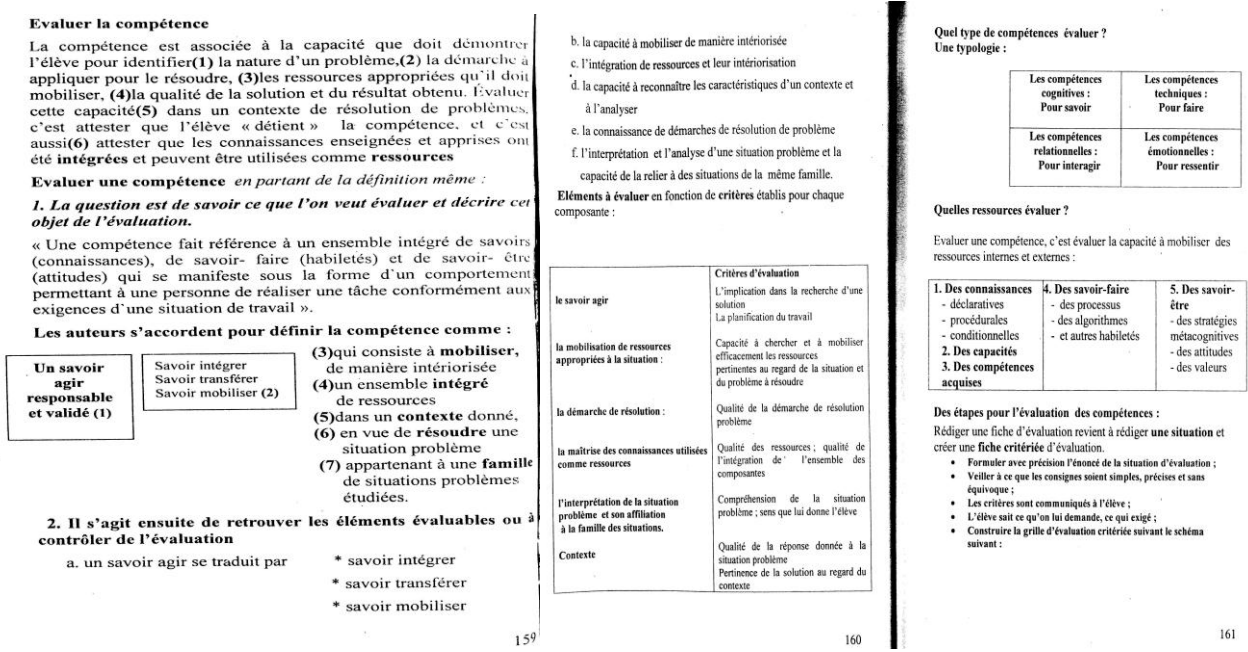 Evaluer la compétence
La compétence est associée à la capacité que doit démontrer
l'élève pour identifier(1) la nature d'un problème,(2) la démarche à
appliquer pour le résoudre, (3)les ressources appropriées qu'il doit
mobiliser, (4)la qualité de la solution et du résultat obtenu. Évaluer
cette capacité(5) dans un contexte de résolution de problèmes,
c'est attester que l'élève « détient » la compétence, et c'est
aussi(6) attester que les connaissances enseignées et apprises ont
été intégrées et peuvent être utilisées comme ressources
Evaluer une compétence en partant de la définition même :
1. La question est de savoir ce que l'on veut évaluer et décrire cet
objet de l'évaluation.
« Une compétence fait référence à un ensemble intégré de savoirs
(connaissances), de savoir- faire (habiletés) et de savoir- être
(attitudes) qui se manifeste sous la forme d'un comportement
permettant à une personne de réaliser une tâche conformément aux
exigences d'une situation de travail ».
Les auteurs s'accordent pour définir la compétence comme :
Un savoir
agir
responsable
et validé (1)
Savoir intégrer
Savoir transférer
Savoir mobiliser (2)
(3)qui consiste à mobiliser,
de manière intériorisée
(4)un ensemble intégré
de ressources
(5)dans un contexte donné,
(6) en vue de résoudre une
situation problème
(7) appartenant à une famille
de situations problèmes
étudiées.
2. Il s'agit ensuite de retrouver les éléments évaluables ou à
contrôler de l'évaluation
a. un savoir agir se traduit par
* savoir intégrer
* savoir transférer
* savoir mobiliser
159
b. la capacité à mobiliser de manière intériorisée
c. l'intégration de ressources et leur intériorisation
d. la capacité à reconnaître les caractéristiques d'un contexte et
à l'analyser
e. la connaissance de démarches de résolution de problème
f. l'interprétation et l'analyse d'une situation problème et la
capacité de la relier à des situations de la même famille.
Eléments à évaluer en fonction de critères établis pour chaque
composante :
Critères d'évaluation
le savoir agir
L'implication dans la recherche d'une
solution
La planification du travail
la mobilisation de ressources
appropriées à la situation :
Capacité à chercher et à mobiliser
efficacement les ressources
pertinentes au regard de la situation et
du problème à résoudre
la démarche de résolution :
Qualité de la démarche de résolution
problème
la maîtrise des connaissances utilisées
comme ressources
Qualité des ressources ; qualité de
l'intégration de l'ensemble des
composantes
l'interprétation de la situation
problème et son affiliation
à la famille des situations.
Compréhension de la situation
problème ; sens que lui donne l'élève
Contexte
Qualité de la réponse donnée à la
situation problème
Pertinence de la solution au regard du
contexte
160
Quel type de compétences évaluer ?
Une typologie :
Les compétences
cognitives :
Pour savoir
Les compétences
techniques :
Pour faire
Les compétences
relationnelles :
Pour interagir
Les compétences
émotionnelles :
Pour ressentir
Quelles ressources évaluer ?
Evaluer une compétence, c'est évaluer la capacité à mobiliser des
ressources internes et externes :
1. Des connaissances
- déclaratives
- procédurales
- conditionnelles
2. Des capacités
3. Des compétences
acquises
4. Des savoir-faire
- des processus
- des algorithmes
- et autres habiletés
5. Des savoir-
être
- des stratégies
métacognitives
- des attitudes
- des valeurs
Des étapes pour l'évaluation des compétences :
Rédiger une fiche d'évaluation revient à rédiger une situation et
créer une fiche critériée d'évaluation.
• Formuler avec précision l'énoncé de la situation d'évaluation ;
• Veiller à ce que les consignes soient simples, précises et sans
équivoque ;
• Les critères sont communiqués à l'élève ;
• L'élève sait ce qu'on lui demande, ce qui exigé ;
• Construire la grille d'évaluation critériée suivant le schéma
suivant :
161